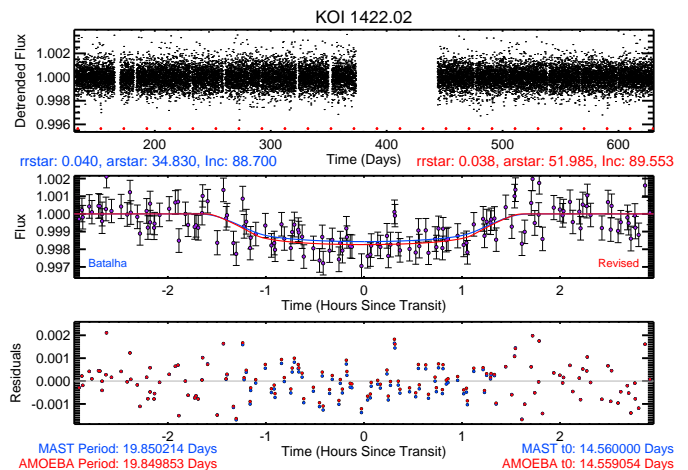 KOI 1422.02
Detrended Flux
1.002
1.000
0.998
0.996
200 300 400 500 600
Time (Days)
rrstar: 0.040, arstar: 34.830, Inc: 88.700
rrstar: 0.038, arstar: 51.985, Inc: 89.553
Flux
1.002
1.001
1.000
0.999
0.998
0.997
Batalha
Revised
-2 -1 0 1 2
Time (Hours Since Transit)
Residuals
0.002
0.001
0.000
-0.001
-2 -1 0 1 2
Time (Hours Since Transit)
MAST Period: 19.850214 Days
MAST t0: 14.560000 Days
AMOEBA Period: 19.849853 Days
AMOEBA t0: 14.559054 Days